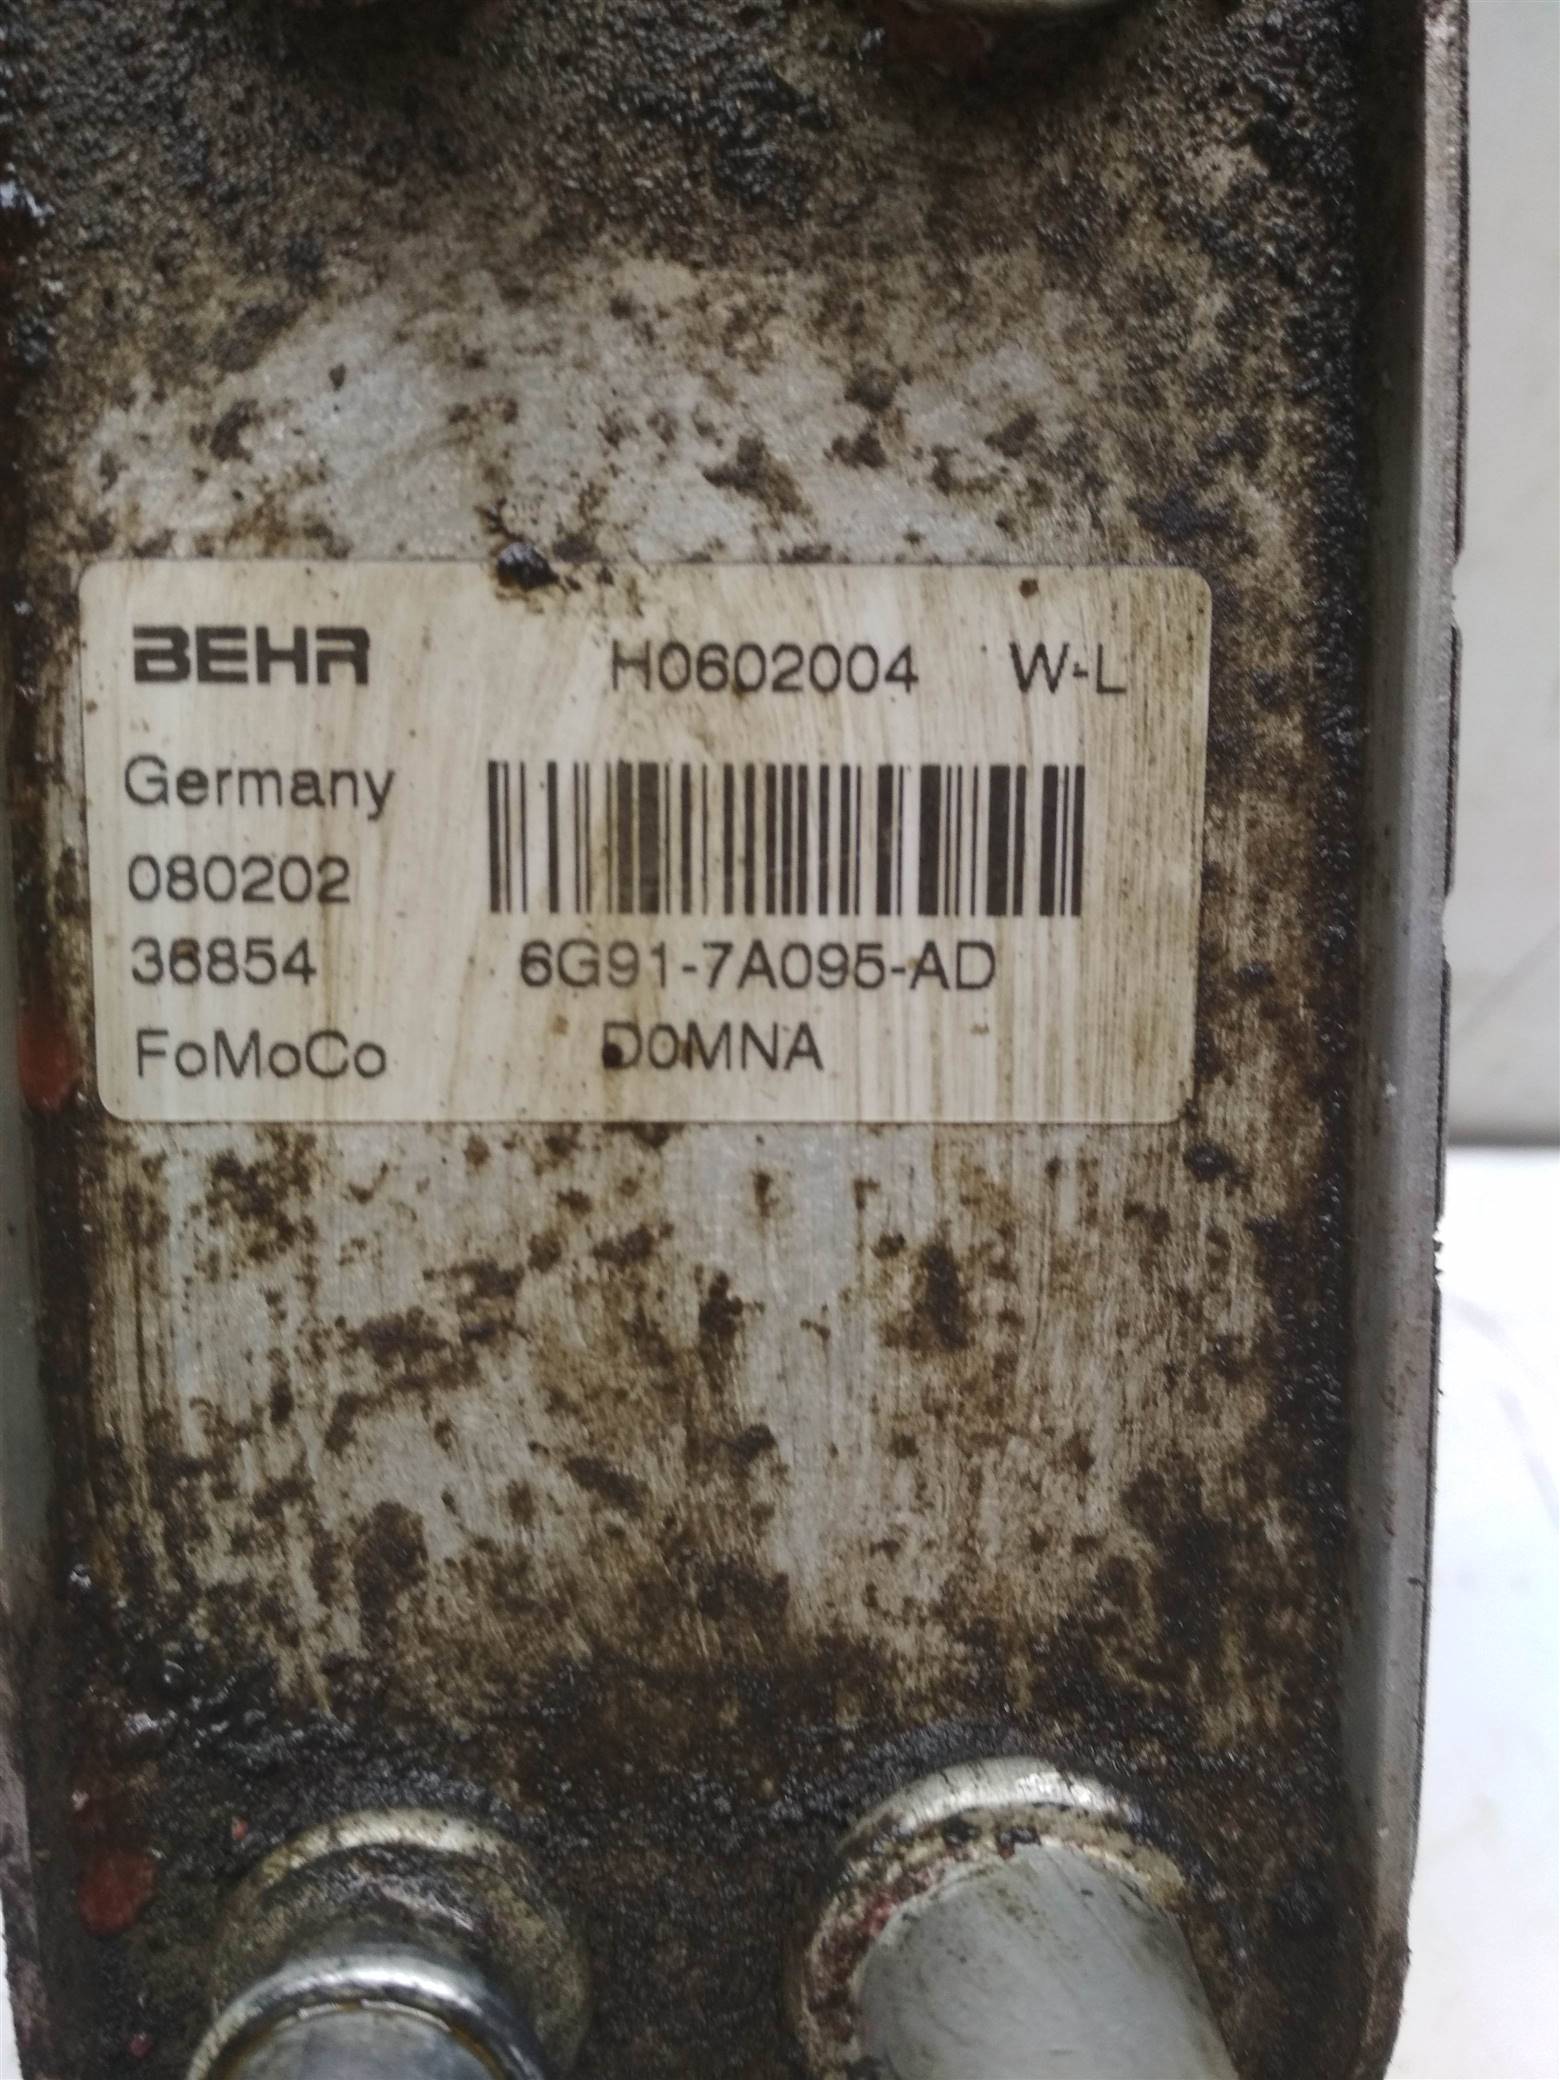 BEHR H0602004 W-L
Germany
080202
36854 6G91-7A095-AD
FoMoCo D0MNA